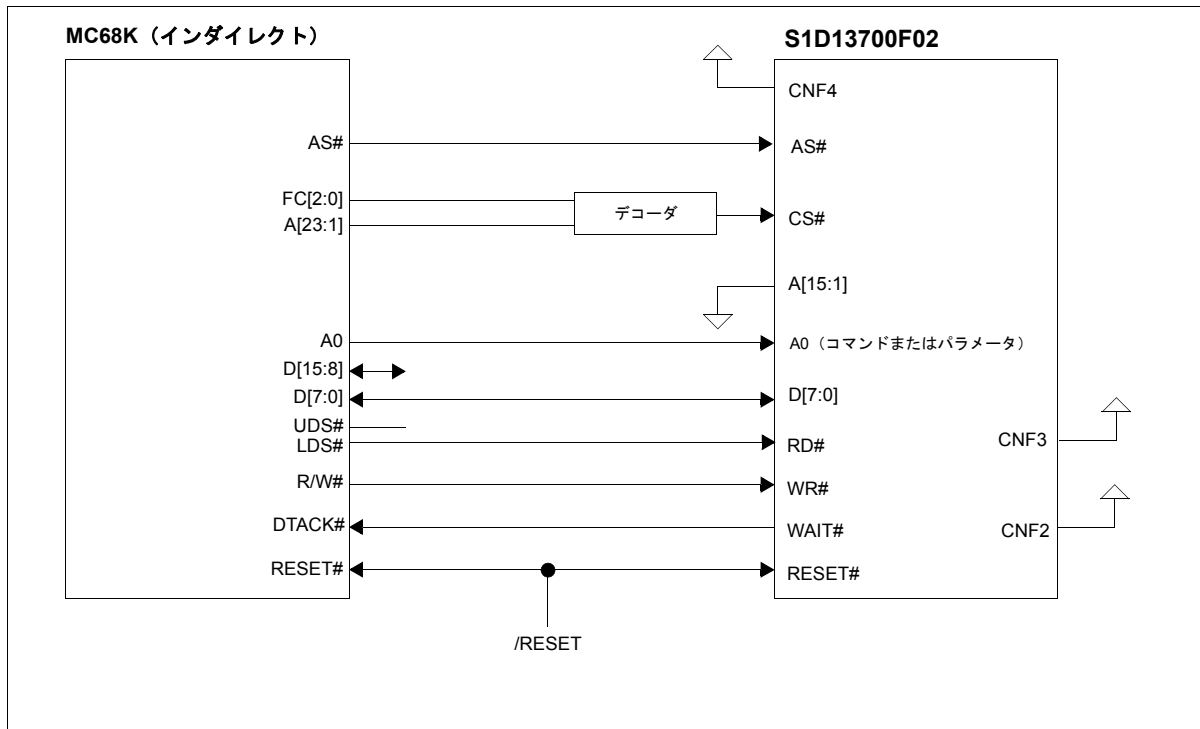 MC68K（インダイレクト）
S1D13700F02
CNF4
AS#
AS#
FC[2:0]
A[23:1]
デコーダ
CS#
A[15:1]
A0
A0（コマンドまたはパラメータ）
D[15:8]
D[7:0]
D[7:0]
UDS#
LDS#
RD#
CNF3
R/W#
WR#
DTACK#
WAIT#
CNF2
RESET#
RESET#
/RESET